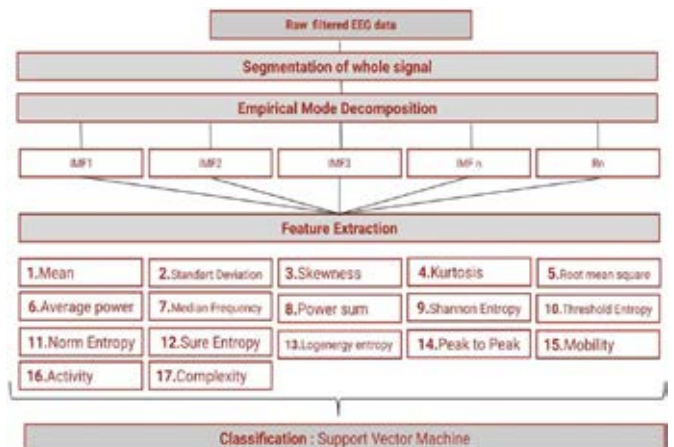 Raw filtered EEG data
Segmentation of whole signal
Empirical Mode Decomposition
IMF1 IMF2 IMF3 IMF n Rn
Feature Extraction
1.Mean 2.Standart Deviation 3.Skewness 4.Kurtosis 5.Root mean square
6.Average power 7.Median Frequency 8.Power sum 9.Shannon Entropy 10.Threshold Entropy
11.Norm Entropy 12.Sure Entropy 13.Logenergy entropy 14.Peak to Peak 15.Mobility
16.Activity 17.Complexity
Classification : Support Vector Machine